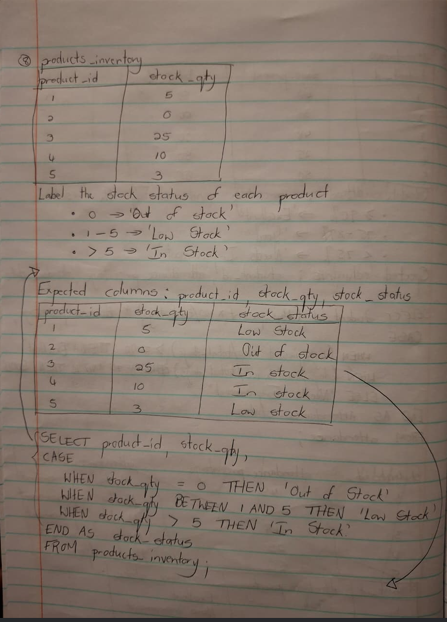 ⑧ products_inventory
product_id stock_qty
1 5
2 0
3 25
4 10
5 3
Label the stock status of each product
• 0 → 'Out of stock'
• 1-5 → 'Low Stock'
• > 5 → 'In Stock'
Expected columns: product_id, stock_qty, stock_status
product_id stock_qty stock_status
1 5 Low Stock
2 0 Out of stock
3 25 In stock
4 10 In stock
5 3 Low stock
SELECT product_id, stock_qty,
CASE
WHEN stock_qty = 0 THEN 'Out of Stock'
WHEN stock_qty BETWEEN 1 AND 5 THEN 'Low Stock'
WHEN stock_qty > 5 THEN 'In Stock'
END AS stock_status
FROM products_inventory;